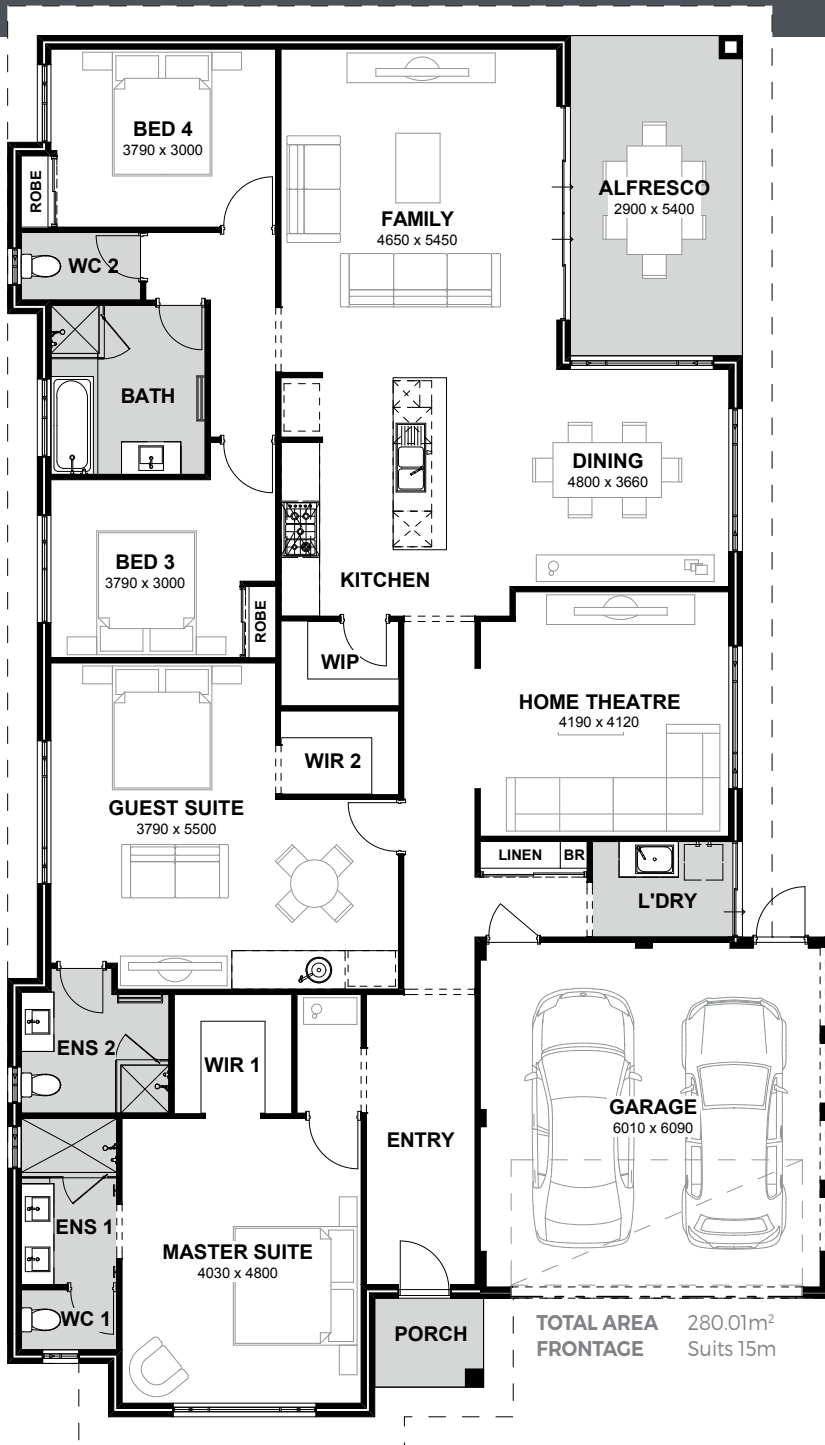 BED 4
3790 x 3000
ROBE
WC 2
FAMILY
4650 x 5450
ALFRESCO
2900 x 5400
BATH
DINING
4800 x 3660
BED 3
3790 x 3000
ROBE
KITCHEN
WIP
WIR 2
HOME THEATRE
4190 x 4120
GUEST SUITE
3790 x 5500
LINEN
BR
L'DRY
ENS 2
WIR 1
ENTRY
GARAGE
6010 x 6090
ENS 1
MASTER SUITE
4030 x 4800
WC 1
PORCH
TOTAL AREA 280.01m²
FRONTAGE Suits 15m